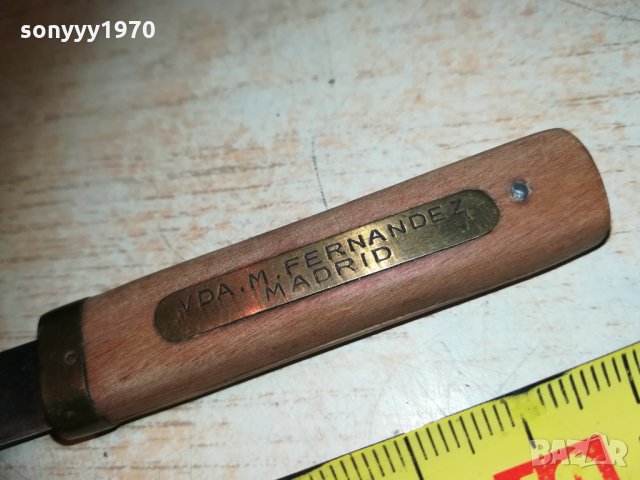 sonyyy1970
VDA. M. FERNANDEZ
MADRID
BAZAR